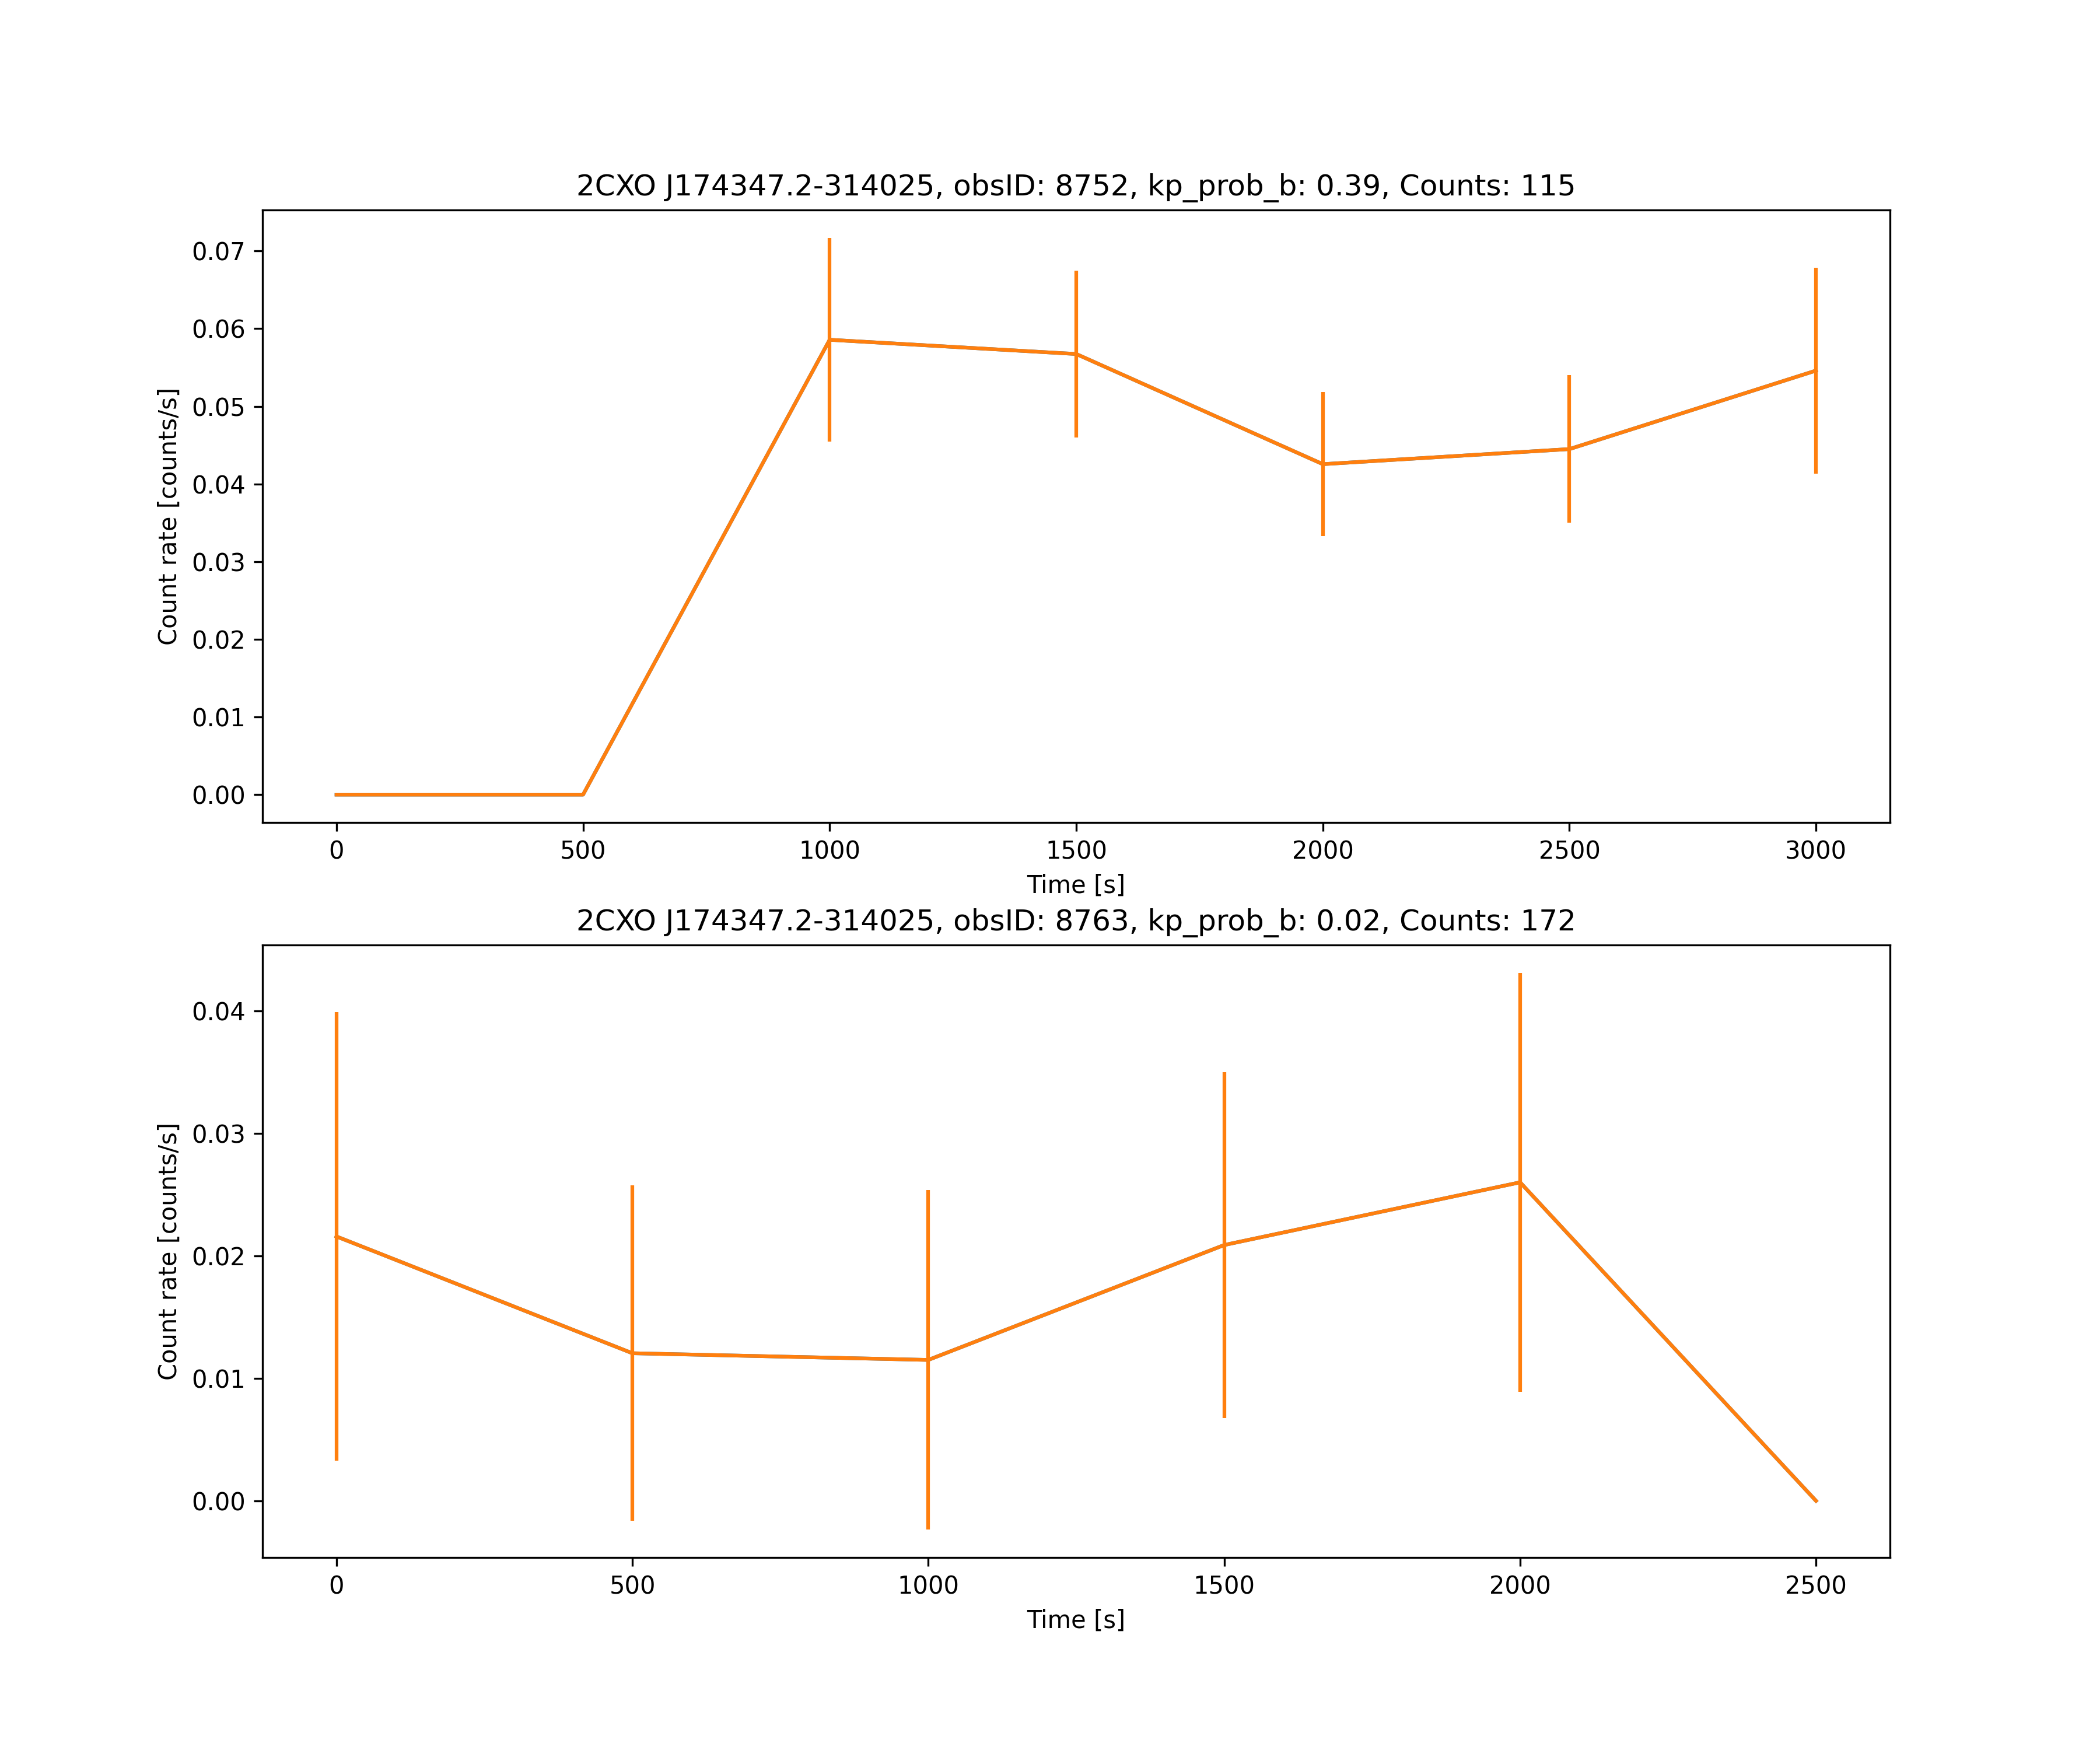 2CXO J174347.2-314025, obsID: 8752, kp_prob_b: 0.39, Counts: 115
0.07
0.06
0.05
0.04
0.03
0.02
0.01
0.00
Count rate [counts/s]
0 500 1000 1500 2000 2500 3000
Time [s]
2CXO J174347.2-314025, obsID: 8763, kp_prob_b: 0.02, Counts: 172
0.04
0.03
0.02
0.01
0.00
Count rate [counts/s]
0 500 1000 1500 2000 2500
Time [s]